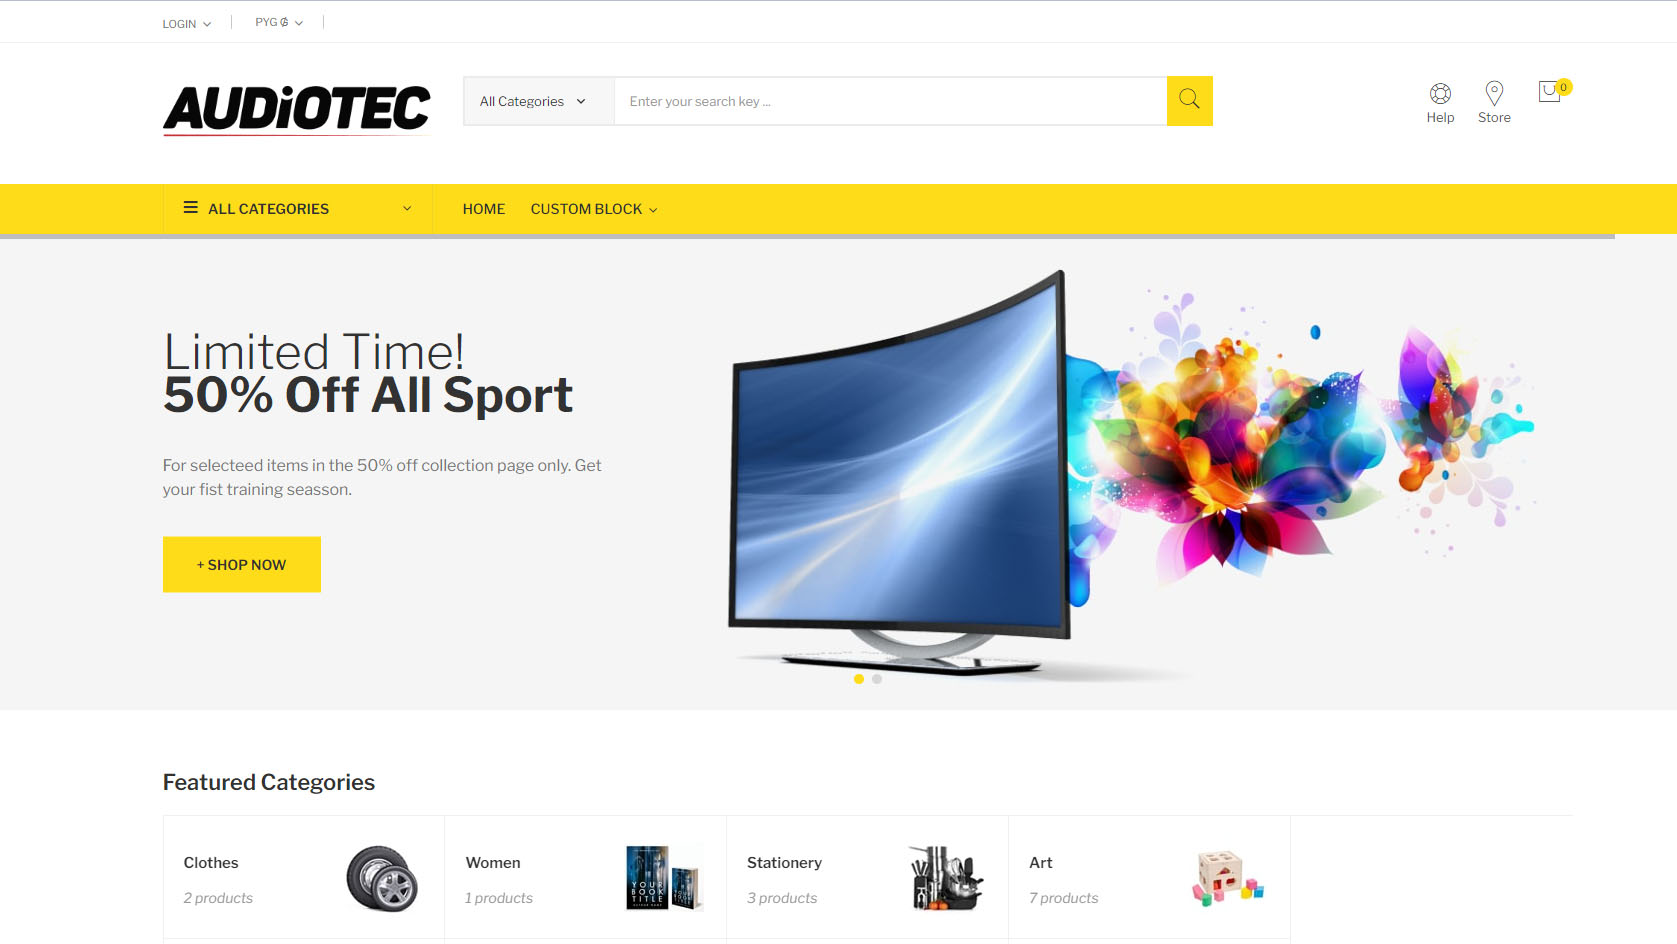 LOGIN
PYG ₲
AUDiOTEC
All Categories
Enter your search key ...
Help
Store
0
ALL CATEGORIES
HOME
CUSTOM BLOCK
Limited Time!
50% Off All Sport
For selecteed items in the 50% off collection page only. Get
your fist training seasson.
+ SHOP NOW
Featured Categories
Clothes
2 products
Women
1 products
YOUR
BOOK
TITLE
Stationery
3 products
Art
7 products